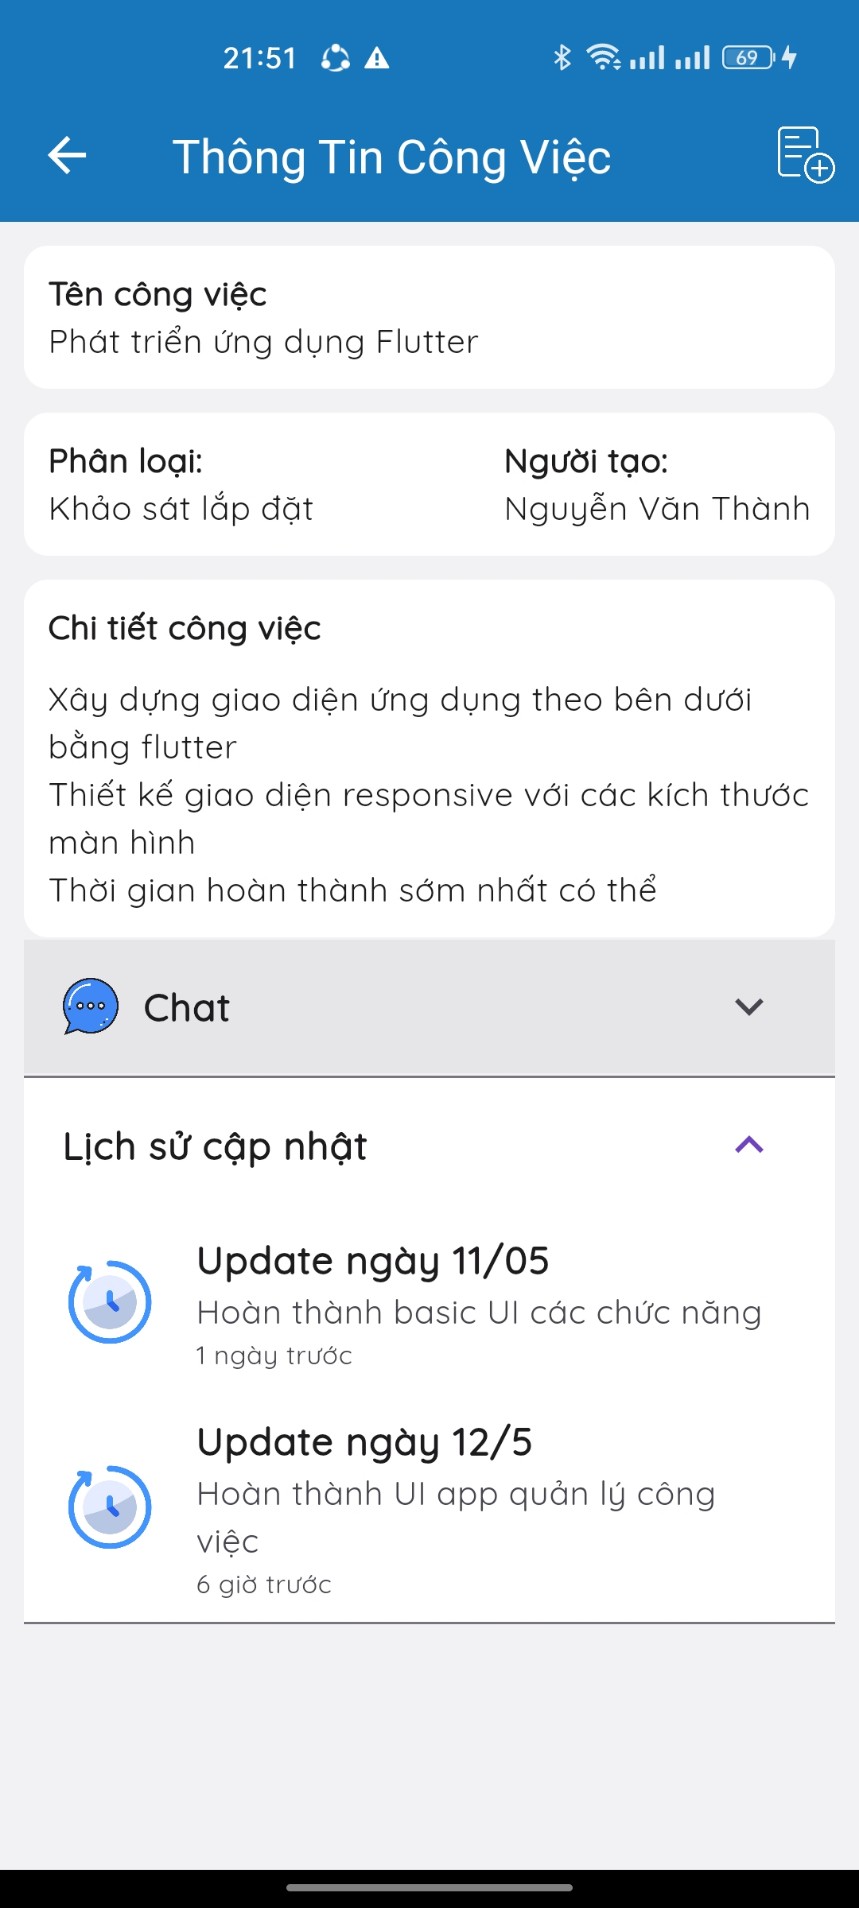 21:51
69
Thông Tin Công Việc
Tên công việc
Phát triển ứng dụng Flutter
Phân loại:
Khảo sát lắp đặt
Người tạo:
Nguyễn Văn Thành
Chi tiết công việc
Xây dựng giao diện ứng dụng theo bên dưới
bằng flutter
Thiết kế giao diện responsive với các kích thước
màn hình
Thời gian hoàn thành sớm nhất có thể
Chat
Lịch sử cập nhật
Update ngày 11/05
Hoàn thành basic UI các chức năng
1 ngày trước
Update ngày 12/5
Hoàn thành UI app quản lý công
việc
6 giờ trước